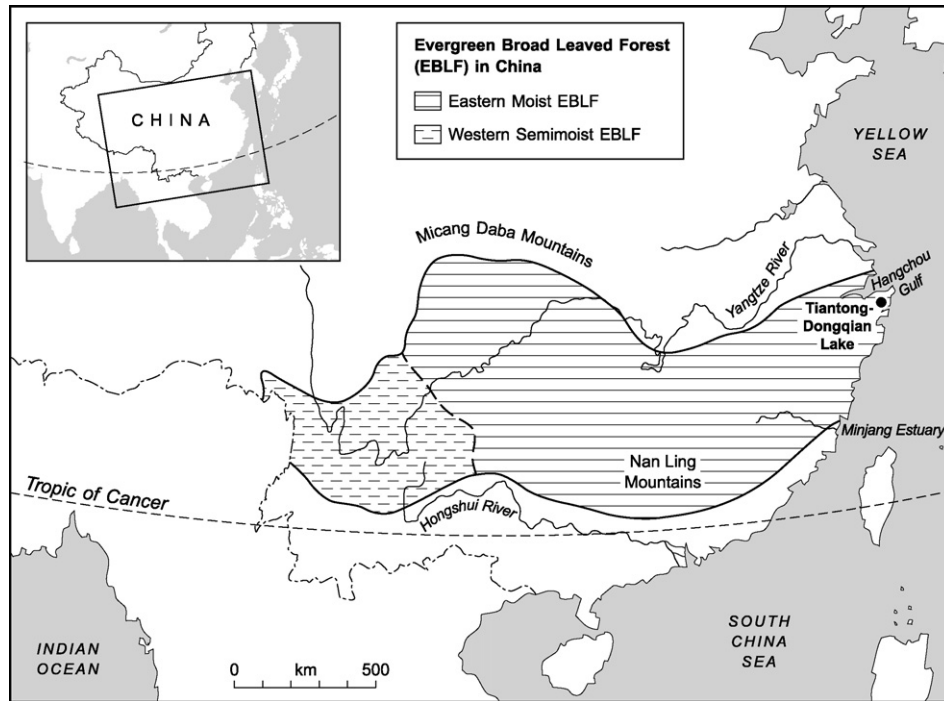 CHINA
Evergreen Broad Leaved Forest
(EBLF) in China
Eastern Moist EBLF
Western Semimoist EBLF
YELLOW
SEA
Micang Daba Mountains
Yangtze River
Hangchou
Gulf
Tiantong-
Dongqian
Lake
Minjang Estuary
Nan Ling
Mountains
Tropic of Cancer
Hongshui River
INDIAN
OCEAN
0 km 500
SOUTH
CHINA
SEA